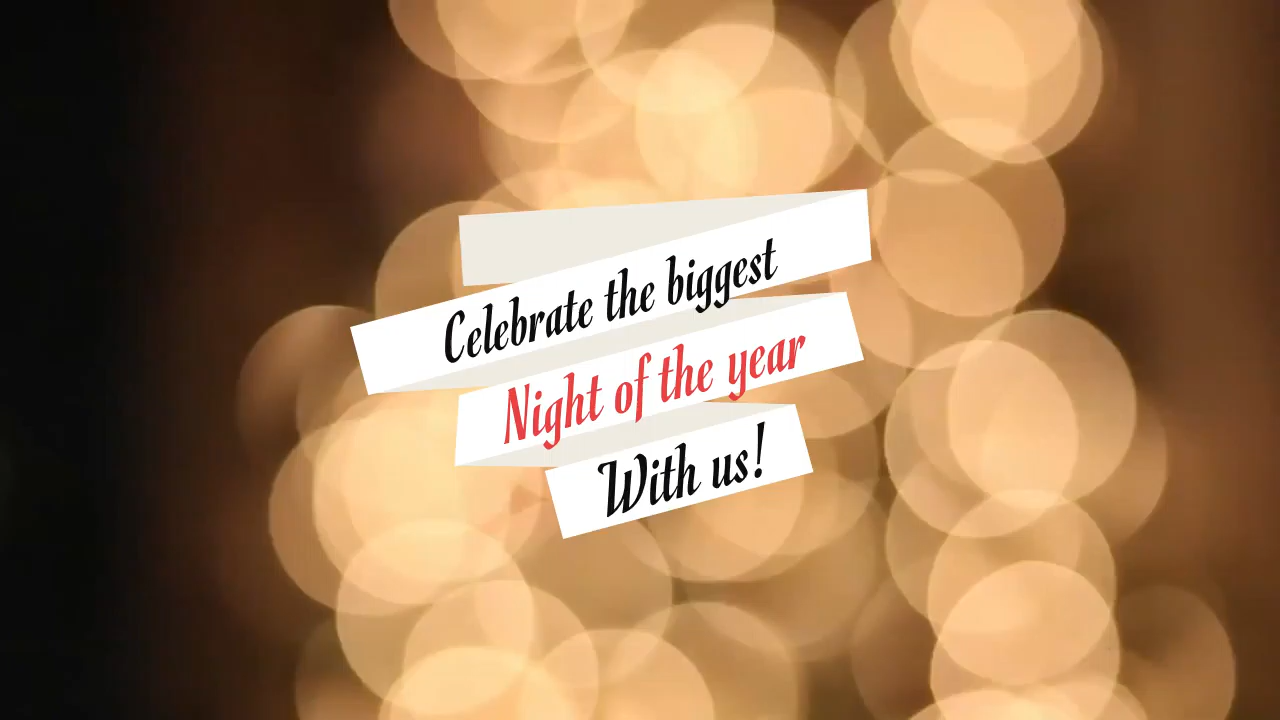 Celebrate the biggest
Night of the year
With us!